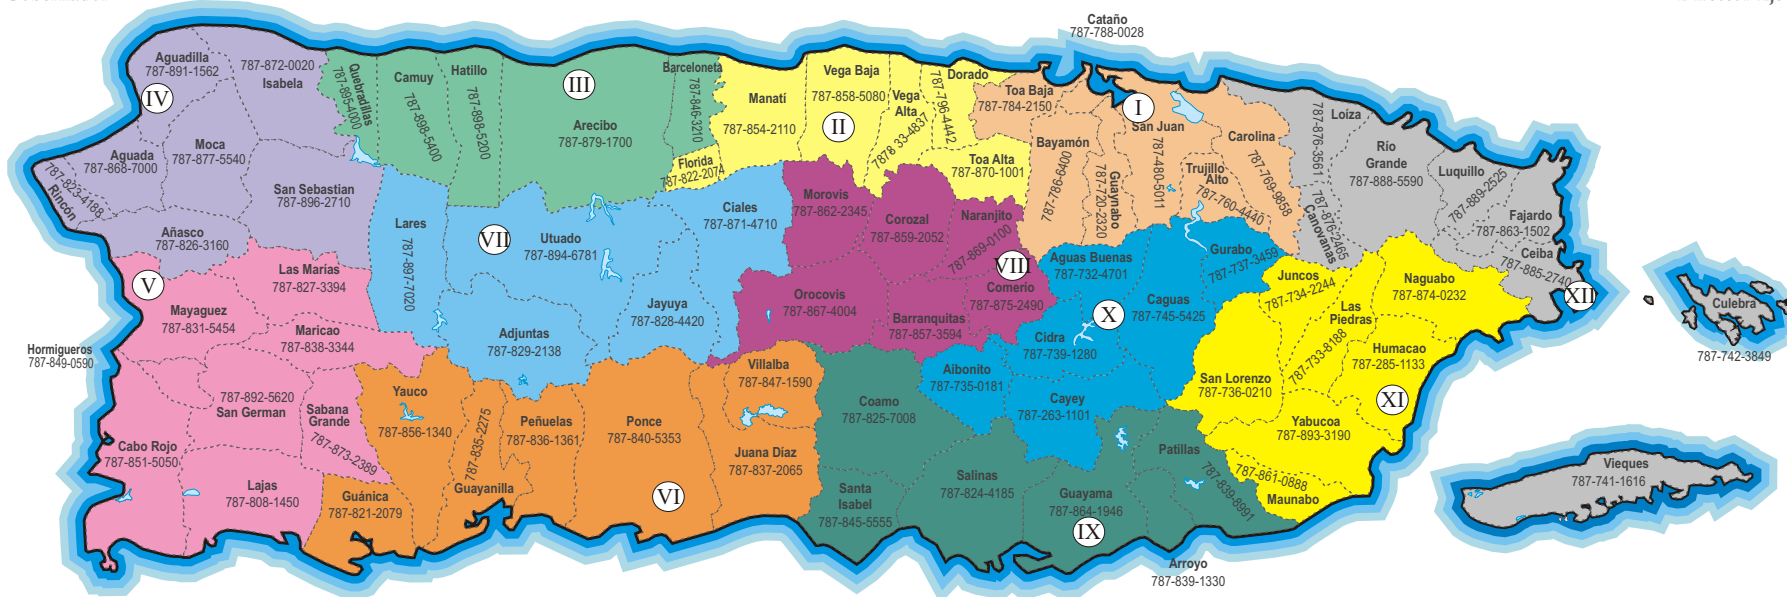 Cataño
787-788-0028
Aguadilla
787-891-1562
787-872-0020
Isabela
IV
Quebradillas
787-895-4000
Camuy
787-898-5400
Hatillo
787-898-5200
III
Arecibo
787-879-1700
Barceloneta
787-846-3210
Manatí
787-854-2110
Florida
787-822-2074
Vega Baja
787-858-5080
II
Vega
Alta
7878 33-4837
Dorado
787-796-4442
Toa Alta
787-870-1001
Toa Baja
787-784-2150
Bayamón
787-786-6400
Guaynabo
787-720-2320
I
San Juan
787-480-5011
Trujillo
Alto
787-760-4440
Carolina
787-769-9858
Loíza
787-876-3561
Canovanas
787-876-2465
Río
Grande
787-888-5590
Luquillo
787-889-2525
Fajardo
787-863-1502
Ceiba
787-885-2740
XII
Culebra
787-742-3849
Vieques
787-741-1616
Moca
787-877-5540
Aguada
787-868-7000
Rincón
787-823-4188
San Sebastian
787-896-2710
Añasco
787-826-3160
V
Mayaguez
787-831-5454
Las Marías
787-827-3394
Maricao
787-838-3344
Hormigueros
787-849-0590
787-892-5620
San German
Sabana
Grande
787-873-2389
Cabo Rojo
787-851-5050
Lajas
787-808-1450
Lares
787-897-7020
VII
Utuado
787-894-6781
Adjuntas
787-829-2138
Jayuya
787-828-4420
Ciales
787-871-4710
Morovis
787-862-2345
Corozal
787-859-2052
Naranjito
787-869-0100
VIII
Comerío
787-875-2490
Orocovis
787-867-4004
Barranquitas
787-857-3594
Aguas Buenas
787-732-4701
Gurabo
787-737-3459
Caguas
787-745-5425
X
Cidra
787-739-1280
Aibonito
787-735-0181
Cayey
787-263-1101
Juncos
787-734-2244
Las
Piedras
787-733-8188
Naguabo
787-874-0232
Humacao
787-285-1133
San Lorenzo
787-736-0210
XI
Yabucoa
787-893-3190
787-861-0888
Maunabo
Yauco
787-856-1340
Guánica
787-821-2079
787-835-2275
Guayanilla
Peñuelas
787-836-1361
Ponce
787-840-5353
VI
Villalba
787-847-1590
Juana Díaz
787-837-2065
Coamo
787-825-7008
Santa
Isabel
787-845-5555
Salinas
787-824-4185
Guayama
787-864-1946
IX
Patillas
787-839-8991
Arroyo
787-839-1330